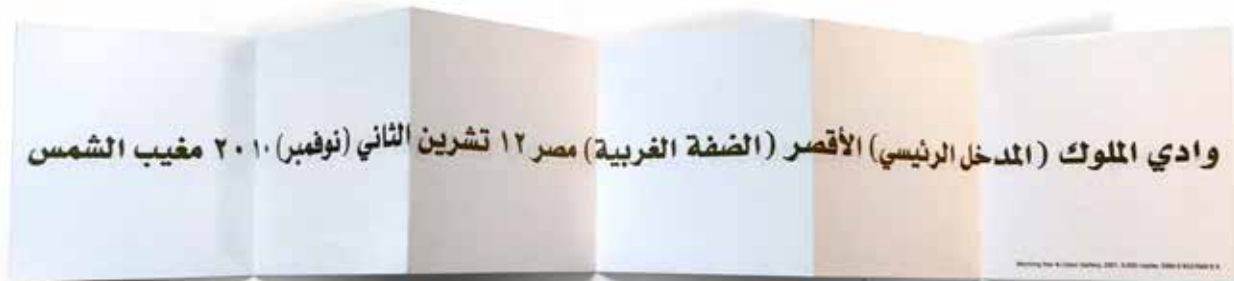 وادي الملوك (المدخل الرئيسي) الأقصر (الضفة الغربية) مصر ١٢ تشرين الثاني (نوفمبر) ٢٠١٠ مغيب الشمس